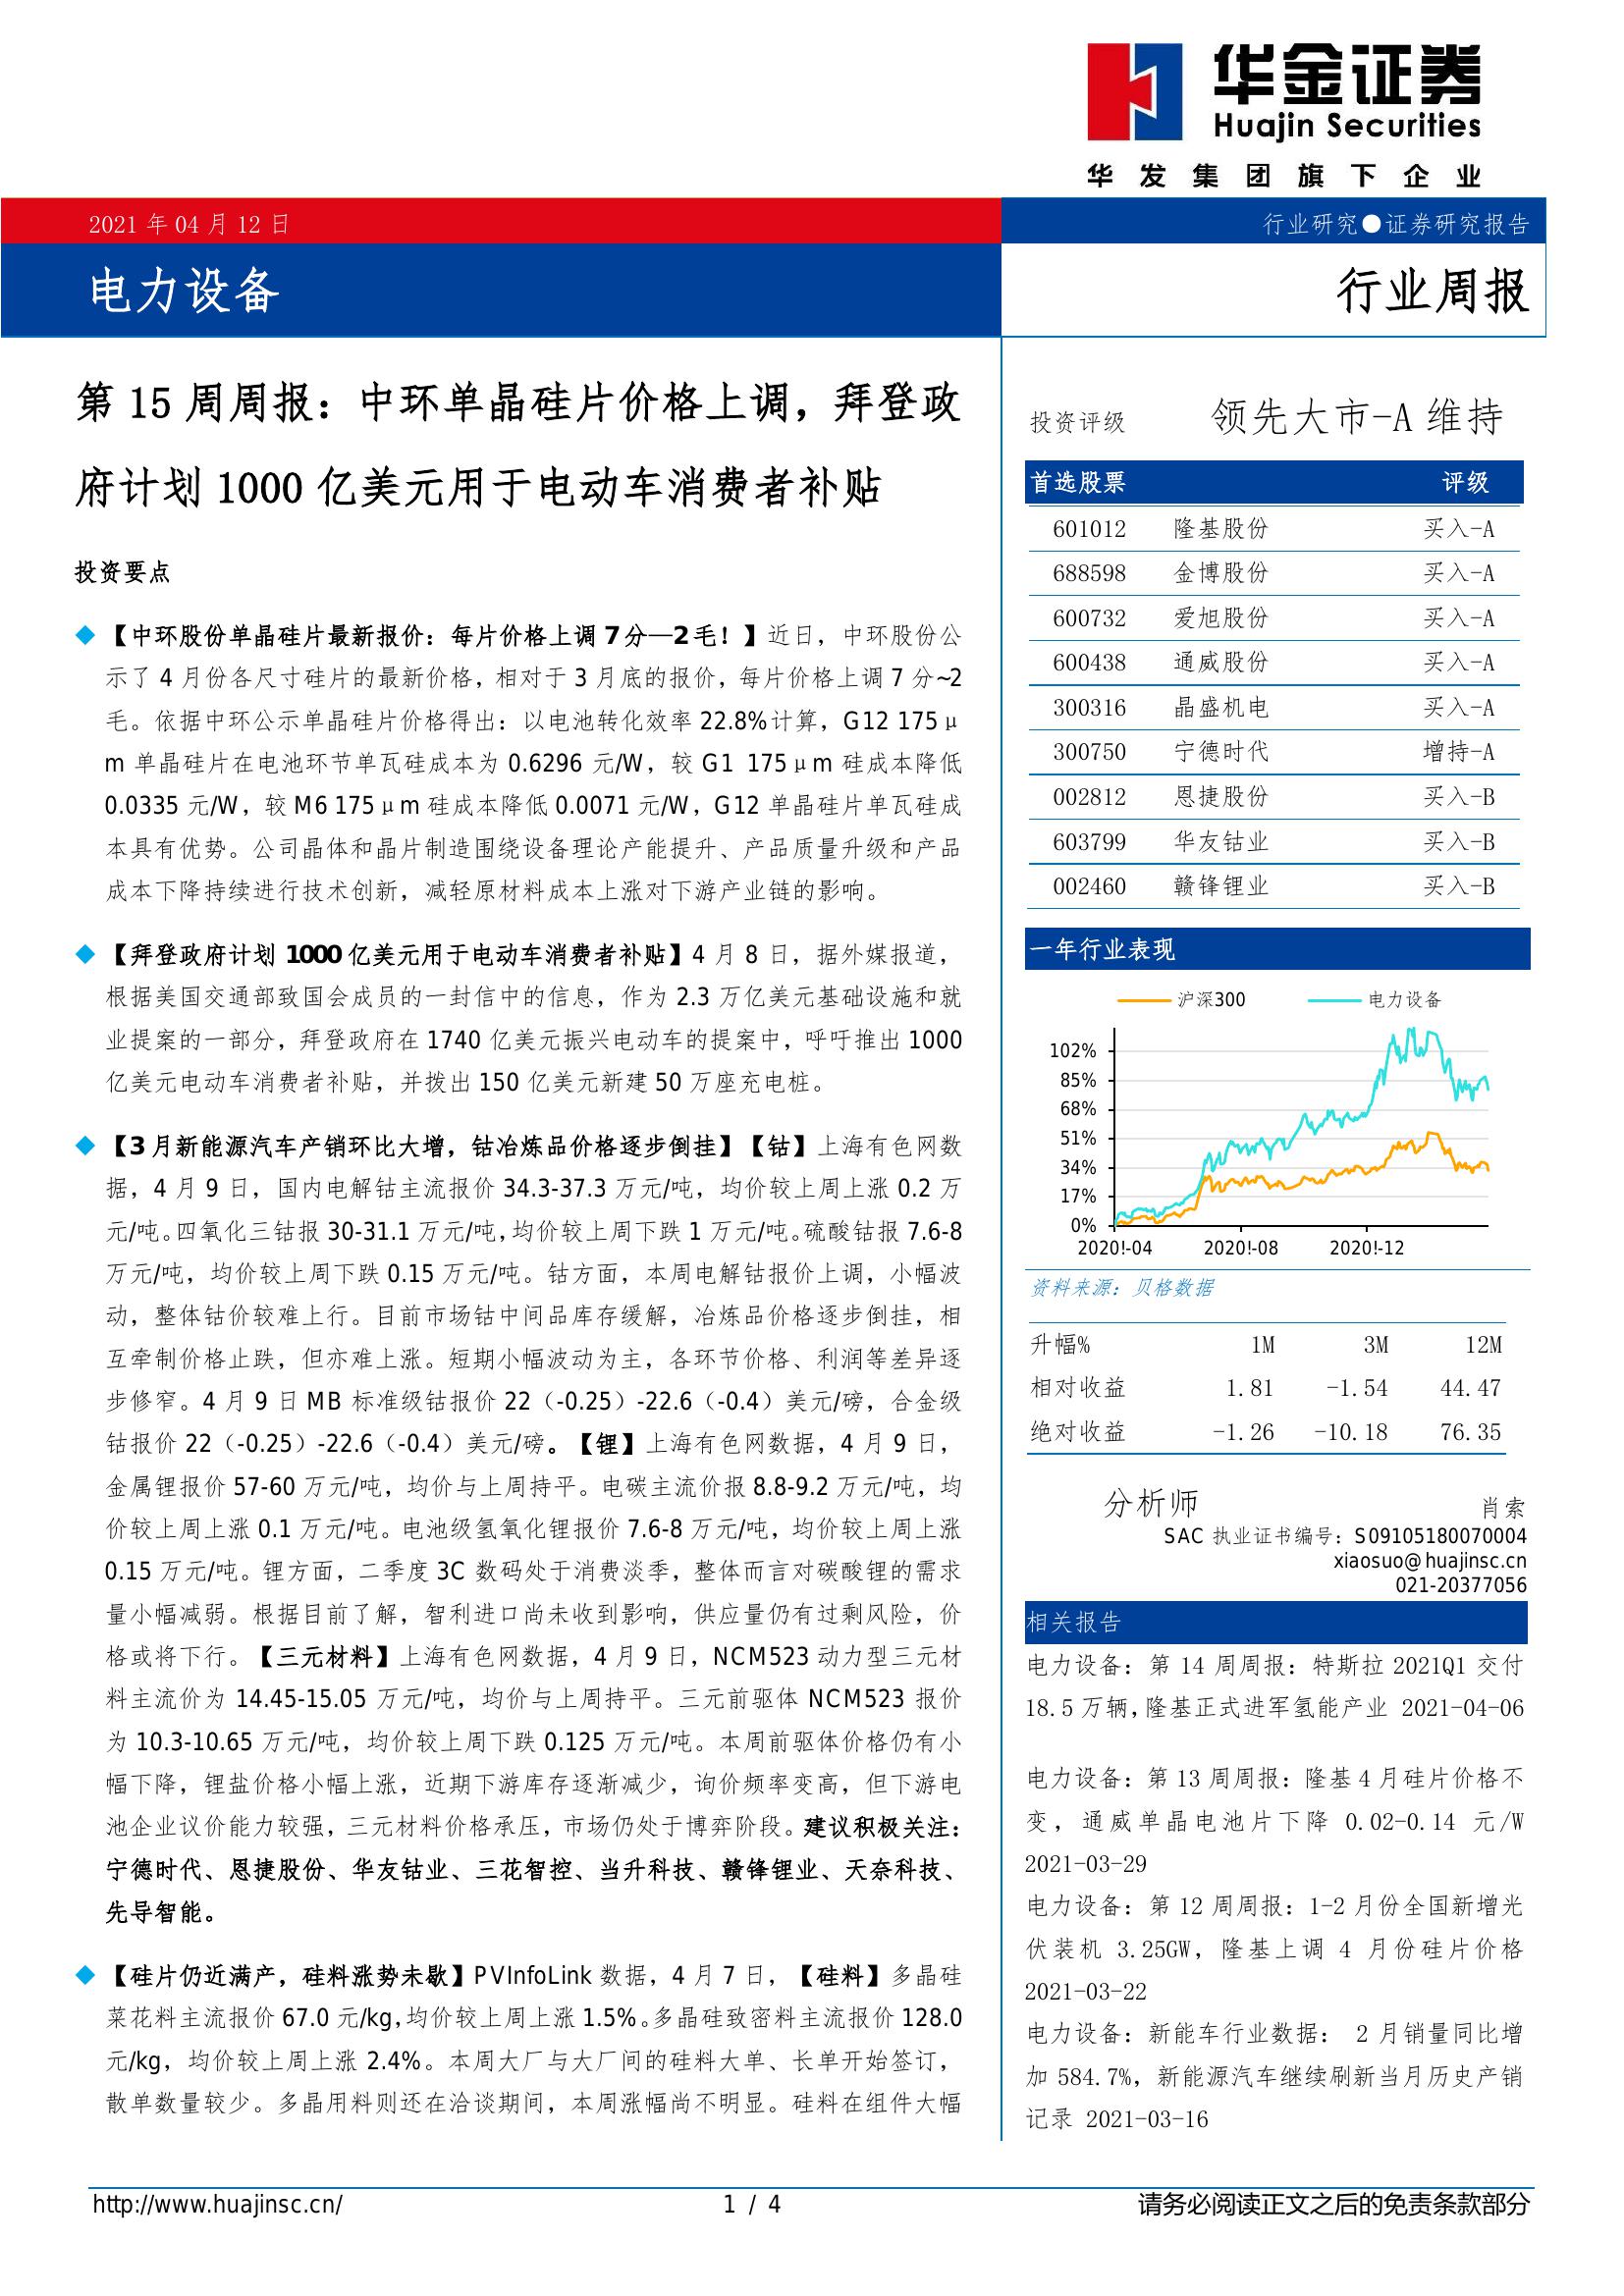 华金证券
Huajin Securities
华发集团旗下企业
2021 年 04 月 12 日
行业研究●证券研究报告
电力设备
行业周报
第 15 周周报：中环单晶硅片价格上调，拜登政
府计划 1000 亿美元用于电动车消费者补贴
投资要点
◆ 【中环股份单晶硅片最新报价：每片价格上调 7 分—2 毛！】近日，中环股份公
示了 4 月份各尺寸硅片的最新价格，相对于 3 月底的报价，每片价格上调 7 分~2
毛。依据中环公示单晶硅片价格得出：以电池转化效率 22.8%计算，G12 175μ
m 单晶硅片在电池环节单瓦硅成本为 0.6296 元/W，较 G1 175μm 硅成本降低
0.0335 元/W，较 M6 175μm 硅成本降低 0.0071 元/W，G12 单晶硅片单瓦硅成
本具有优势。公司晶体和晶片制造围绕设备理论产能提升、产品质量升级和产品
成本下降持续进行技术创新，减轻原材料成本上涨对下游产业链的影响。
◆ 【拜登政府计划 1000 亿美元用于电动车消费者补贴】4 月 8 日，据外媒报道，
根据美国交通部致国会成员的一封信中的信息，作为 2.3 万亿美元基础设施和就
业提案的一部分，拜登政府在 1740 亿美元振兴电动车的提案中，呼吁推出 1000
亿美元电动车消费者补贴，并拨出 150 亿美元新建 50 万座充电桩。
◆ 【3 月新能源汽车产销环比大增，钴冶炼品价格逐步倒挂】【钴】上海有色网数
据，4 月 9 日，国内电解钴主流报价 34.3-37.3 万元/吨，均价较上周上涨 0.2 万
元/吨。四氧化三钴报 30-31.1 万元/吨，均价较上周下跌 1 万元/吨。硫酸钴报 7.6-8
万元/吨，均价较上周下跌 0.15 万元/吨。钴方面，本周电解钴报价上调，小幅波
动，整体钴价较难上行。目前市场钴中间品库存缓解，冶炼品价格逐步倒挂，相
互牵制价格止跌，但亦难上涨。短期小幅波动为主，各环节价格、利润等差异逐
步修窄。4 月 9 日 MB 标准级钴报价 22（-0.25）-22.6（-0.4）美元/磅，合金级
钴报价 22（-0.25）-22.6（-0.4）美元/磅。【锂】上海有色网数据，4 月 9 日，
金属锂报价 57-60 万元/吨，均价与上周持平。电碳主流价报 8.8-9.2 万元/吨，均
价较上周上涨 0.1 万元/吨。电池级氢氧化锂报价 7.6-8 万元/吨，均价较上周上涨
0.15 万元/吨。锂方面，二季度 3C 数码处于消费淡季，整体而言对碳酸锂的需求
量小幅减弱。根据目前了解，智利进口尚未收到影响，供应量仍有过剩风险，价
格或将下行。【三元材料】上海有色网数据，4 月 9 日，NCM523 动力型三元材
料主流价为 14.45-15.05 万元/吨，均价与上周持平。三元前驱体 NCM523 报价
为 10.3-10.65 万元/吨，均价较上周下跌 0.125 万元/吨。本周前驱体价格仍有小
幅下降，锂盐价格小幅上涨，近期下游库存逐渐减少，询价频率变高，但下游电
池企业议价能力较强，三元材料价格承压，市场仍处于博弈阶段。建议积极关注：
宁德时代、恩捷股份、华友钴业、三花智控、当升科技、赣锋锂业、天奈科技、
先导智能。
◆ 【硅片仍近满产，硅料涨势未歇】PVInfoLink 数据，4 月 7 日，【硅料】多晶硅
菜花料主流报价 67.0 元/kg，均价较上周上涨 1.5%。多晶硅致密料主流报价 128.0
元/kg，均价较上周上涨 2.4%。本周大厂与大厂间的硅料大单、长单开始签订，
散单数量较少。多晶用料则还在洽谈期间，本周涨幅尚不明显。硅料在组件大幅
投资评级 领先大市-A 维持
首选股票 评级
601012 隆基股份 买入-A
688598 金博股份 买入-A
600732 爱旭股份 买入-A
600438 通威股份 买入-A
300316 晶盛机电 买入-A
300750 宁德时代 增持-A
002812 恩捷股份 买入-B
603799 华友钴业 买入-B
002460 赣锋锂业 买入-B
一年行业表现
沪深300 电力设备
102%
85%
68%
51%
34%
17%
0%
2020!-04 2020!-08 2020!-12
资料来源：贝格数据
升幅% 1M 3M 12M
相对收益 1.81 -1.54 44.47
绝对收益 -1.26 -10.18 76.35
分析师 肖索
SAC 执业证书编号：S09105180070004
xiaosuo@huajinsc.cn
021-20377056
相关报告
电力设备：第 14 周周报：特斯拉 2021Q1 交付
18.5 万辆，隆基正式进军氢能产业 2021-04-06
电力设备：第 13 周周报：隆基 4 月硅片价格不
变，通威单晶电池片下降 0.02-0.14 元/W
2021-03-29
电力设备：第 12 周周报：1-2 月份全国新增光
伏装机 3.25GW，隆基上调 4 月份硅片价格
2021-03-22
电力设备：新能车行业数据： 2 月销量同比增
加 584.7%，新能源汽车继续刷新当月历史产销
记录 2021-03-16
http://www.huajinsc.cn/ 1 / 4 请务必阅读正文之后的免责条款部分